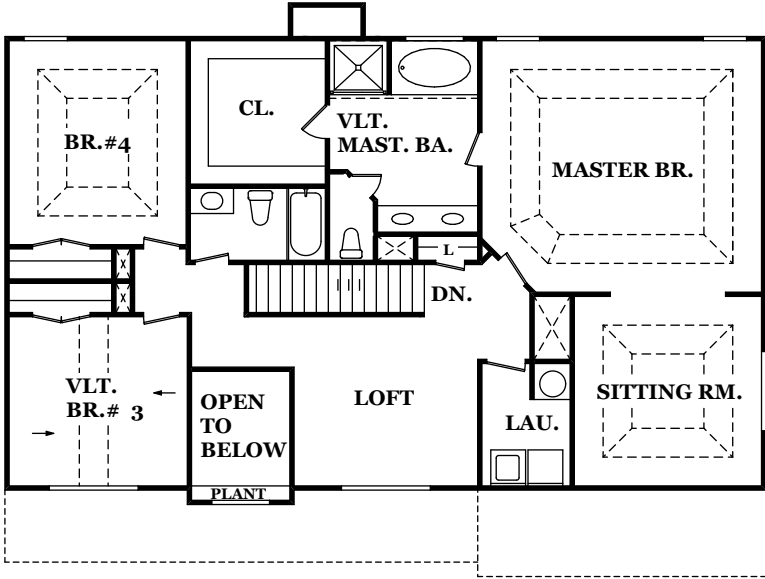 CL.
VLT.
MAST. BA.
BR.#4
MASTER BR.
L
DN.
VLT.
BR.# 3
OPEN
TO
BELOW
LOFT
SITTING RM.
LAU.
PLANT